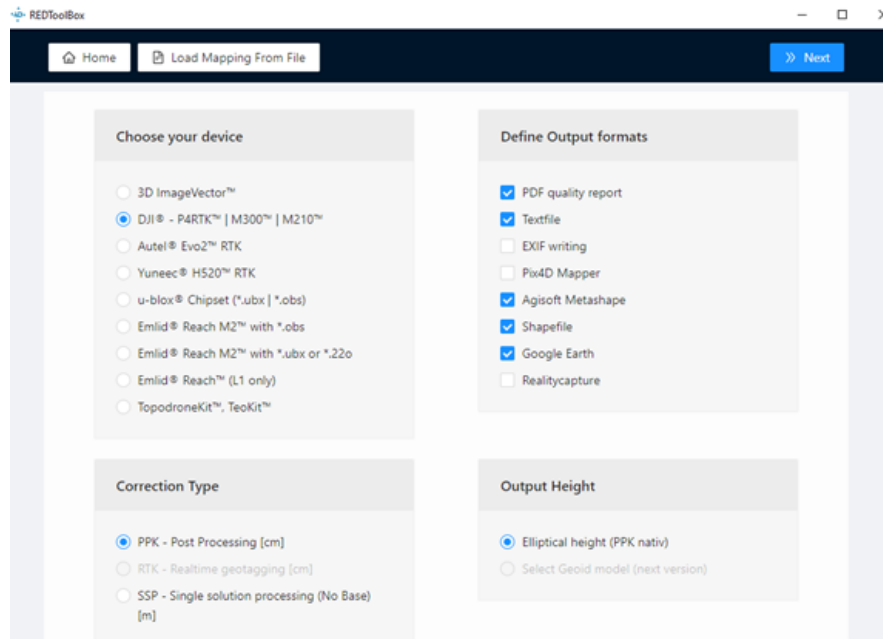 REDToolBox
Home
Load Mapping From File
Next
Choose your device
3D ImageVector™
DJI® - P4RTK™ | M300™ | M210™
Autel® Evo2™ RTK
Yuneec® H520™ RTK
u-blox® Chipset (*.ubx | *.obs)
Emlid® Reach M2™ with *.obs
Emlid® Reach M2™ with *.ubx or *.22o
Emlid® Reach™ (L1 only)
TopodroneKit™, TeoKit™
Define Output formats
PDF quality report
Textfile
EXIF writing
Pix4D Mapper
Agisoft Metashape
Shapefile
Google Earth
Realitycapture
Correction Type
PPK - Post Processing [cm]
RTK - Realtime geotagging [cm]
SSP - Single solution processing (No Base)
[m]
Output Height
Elliptical height (PPK nativ)
Select Geoid model (next version)